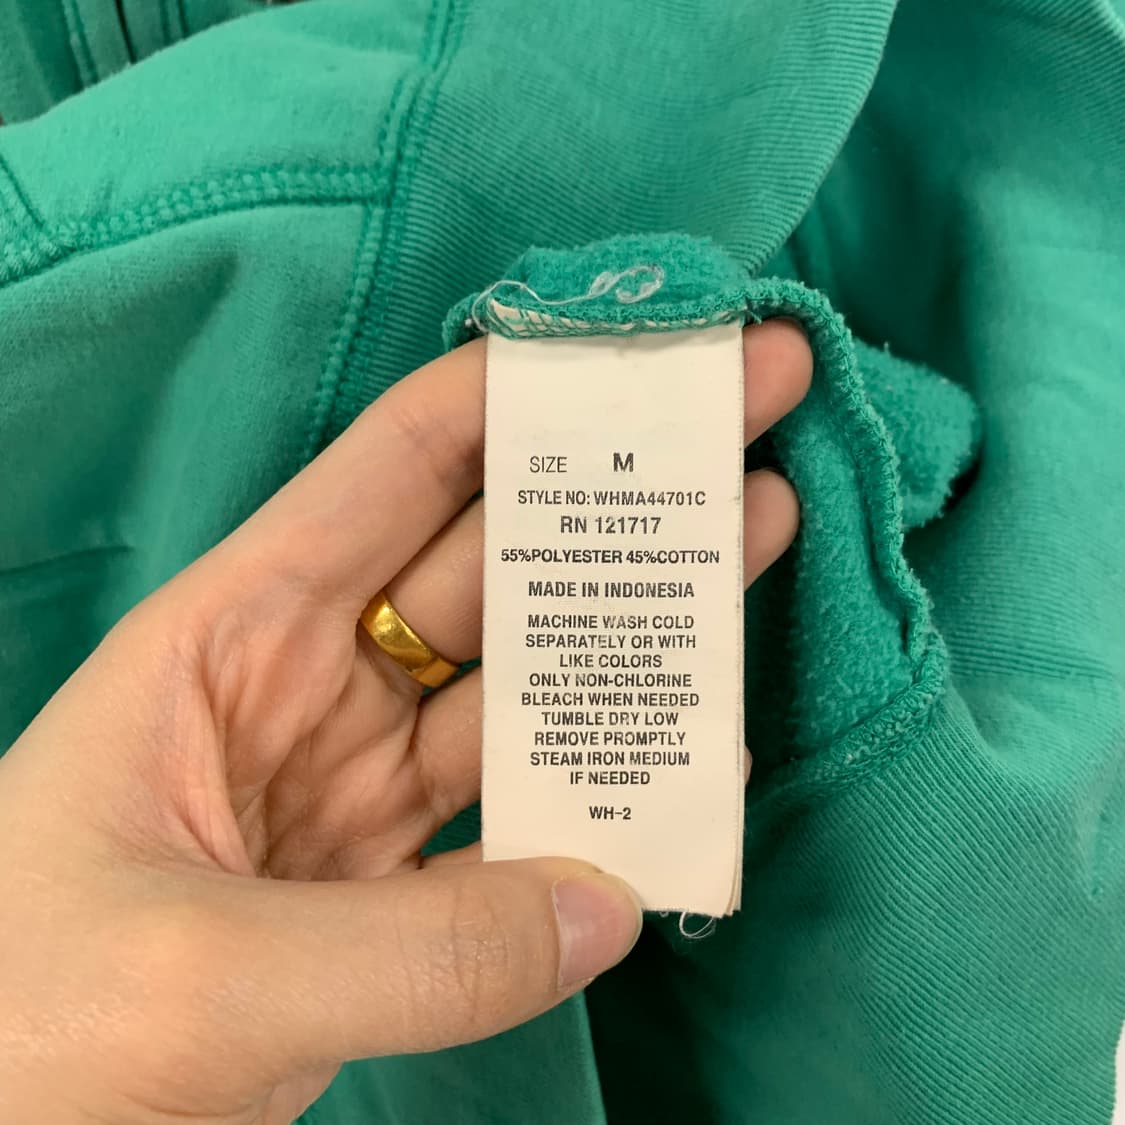 SIZE M
STYLE NO: WHMA44701C
RN 121717
55%POLYESTER 45%COTTON
MADE IN INDONESIA
MACHINE WASH COLD
SEPARATELY OR WITH
LIKE COLORS
ONLY NON-CHLORINE
BLEACH WHEN NEEDED
TUMBLE DRY LOW
REMOVE PROMPTLY
STEAM IRON MEDIUM
IF NEEDED
WH-2